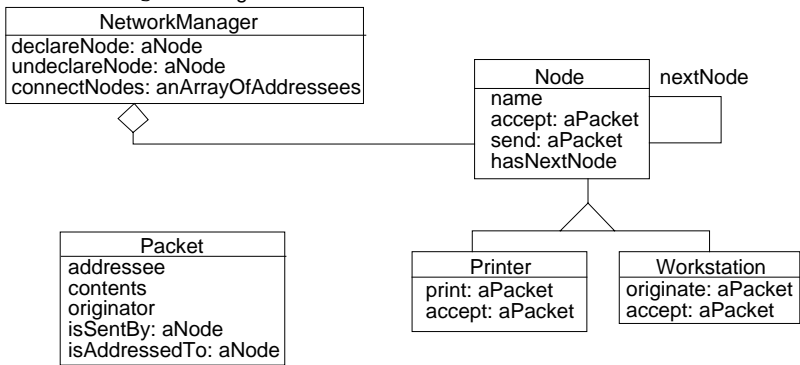 NetworkManager
declareNode: aNode
undeclareNode: aNode
connectNodes: anArrayOfAddressees
Node
nextNode
name
accept: aPacket
send: aPacket
hasNextNode
Packet
addressee
contents
originator
isSentBy: aNode
isAddressedTo: aNode
Printer
print: aPacket
accept: aPacket
Workstation
originate: aPacket
accept: aPacket